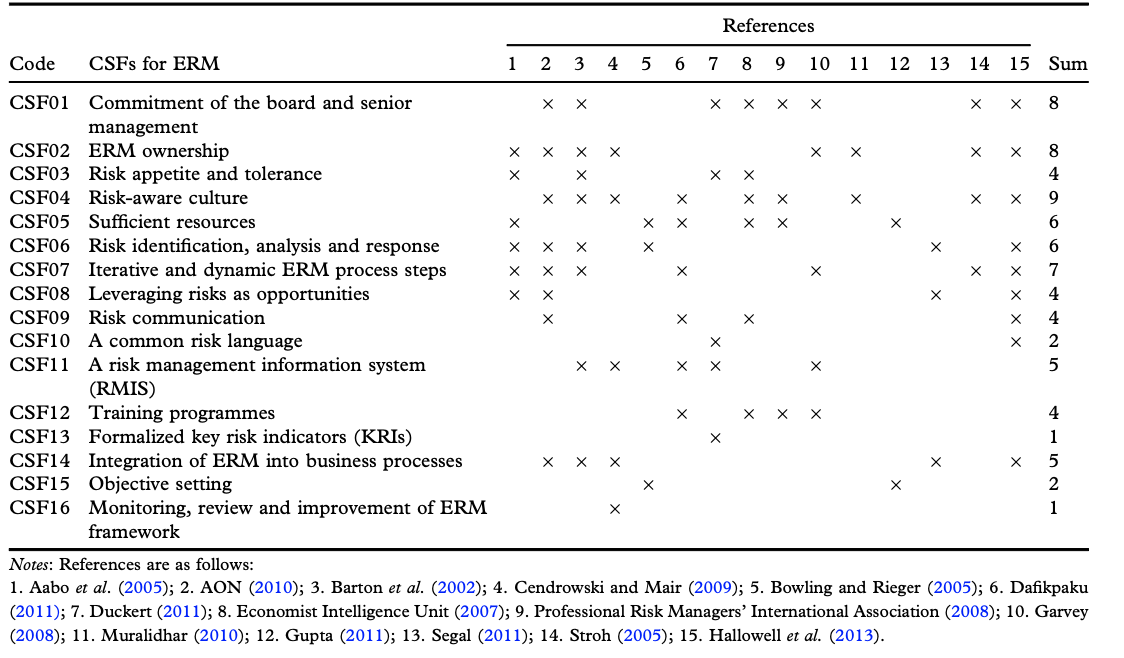 References
Code CSFs for ERM 1 2 3 4 5 6 7 8 9 10 11 12 13 14 15 Sum
CSF01 Commitment of the board and senior × × × × × × × × 8
management
CSF02 ERM ownership × × × × × × × × 8
CSF03 Risk appetite and tolerance × × × × 4
CSF04 Risk-aware culture × × × × × × × × × 9
CSF05 Sufficient resources × × × × × × 6
CSF06 Risk identification, analysis and response × × × × × × 6
CSF07 Iterative and dynamic ERM process steps × × × × × × × 7
CSF08 Leveraging risks as opportunities × × × × 4
CSF09 Risk communication × × × × 4
CSF10 A common risk language × × 2
CSF11 A risk management information system × × × × × 5
(RMIS)
CSF12 Training programmes × × × × 4
CSF13 Formalized key risk indicators (KRIs) × 1
CSF14 Integration of ERM into business processes × × × × × 5
CSF15 Objective setting × × 2
CSF16 Monitoring, review and improvement of ERM × 1
framework
Notes: References are as follows:
1. Aabo et al. (2005); 2. AON (2010); 3. Barton et al. (2002); 4. Cendrowski and Mair (2009); 5. Bowling and Rieger (2005); 6. Dafikpaku
(2011); 7. Duckert (2011); 8. Economist Intelligence Unit (2007); 9. Professional Risk Managers' International Association (2008); 10. Garvey
(2008); 11. Muralidhar (2010); 12. Gupta (2011); 13. Segal (2011); 14. Stroh (2005); 15. Hallowell et al. (2013).